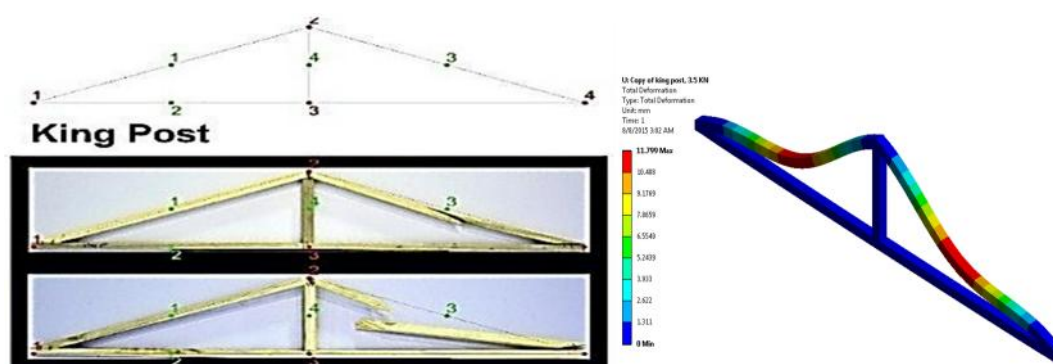 2
1 4 3
1 2 3 4
King Post
2
1 4 3
1 2 3
2
1 4 3
U: Copy of king post, 3.5 KN
Total Deformation
Type: Total Deformation
Unit: mm
Time: 1
8/8/2015 3:02 AM
11.799 Max
10.488
9.1769
7.8659
6.5549
5.2439
3.933
2.622
1.311
0 Min